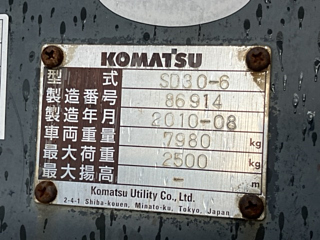 KOMATSU
型式 SD30-6
製造番号 86914
製造年月 2010-08
車両重量 7980 kg
最大荷重 2500 kg
最大揚高 - m
Komatsu Utility Co., Ltd.
2-4-1 Shiba-kouen, Minato-ku, Tokyo, Japan